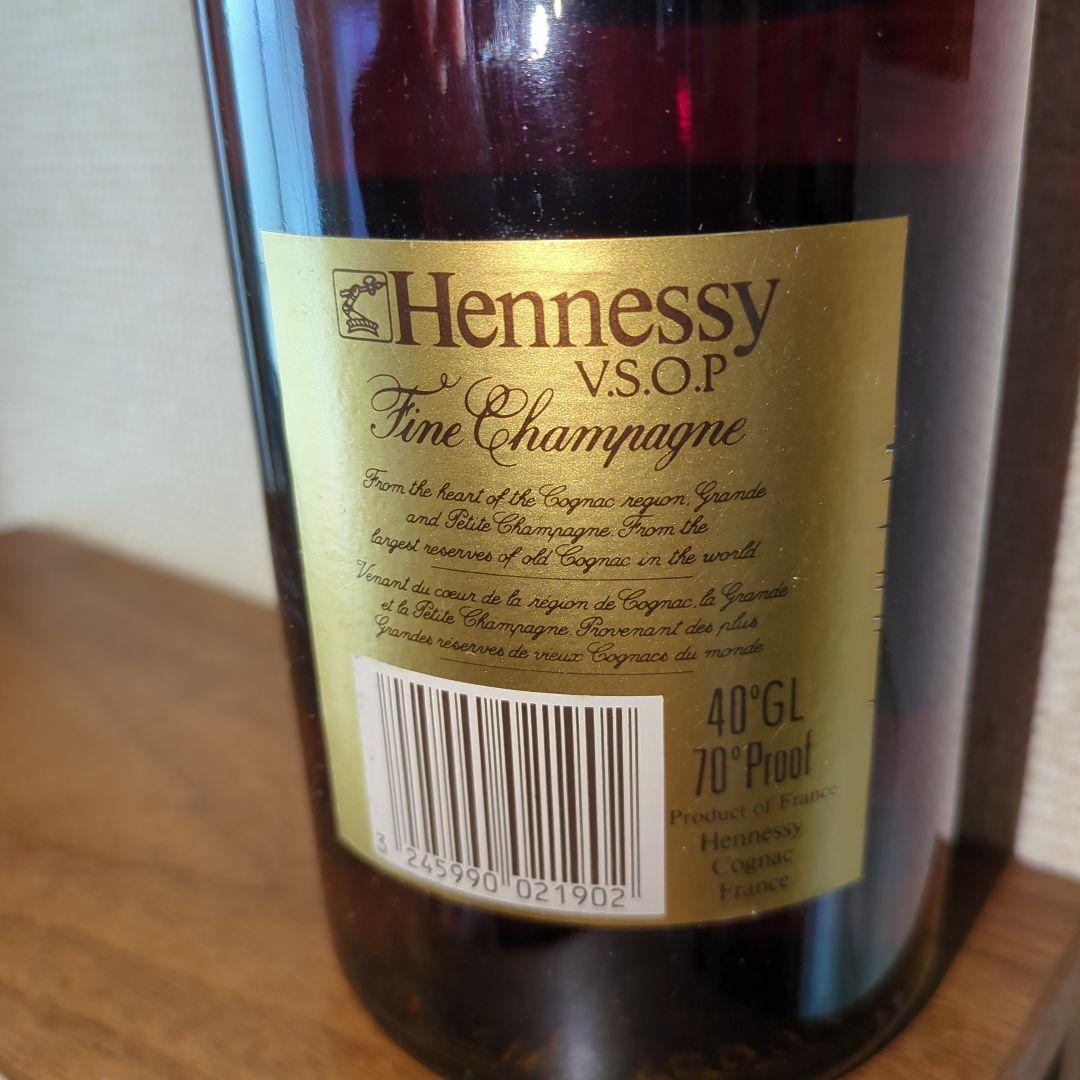 Hennessy
V.S.O.P
Fine Champagne
From the heart of the Cognac region, Grande
and Petite Champagne. From the
largest reserves of old Cognac in the world.
Venant du coeur de la région de Cognac, la Grande
et la Petite Champagne. Provenant des plus
Grandes réserves de vieux Cognacs du monde
40°GL
70°Proof
Product of France
Hennessy
Cognac
France
3 245990 021902